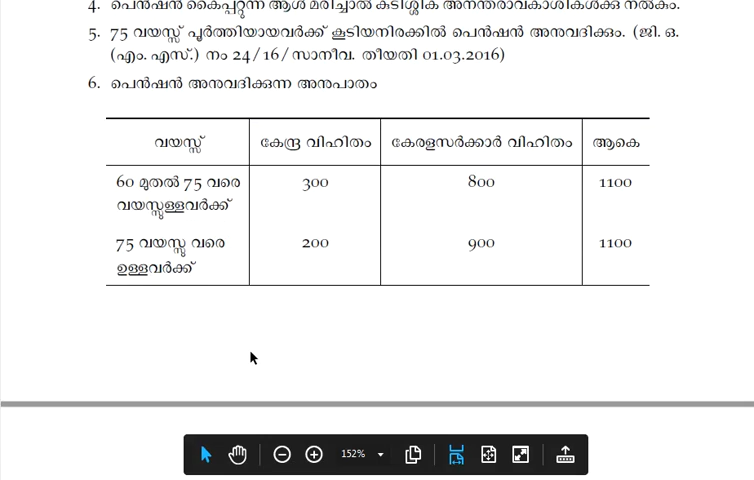 4. പെൻഷൻ കൈപ്പറ്റുന്ന ആൾ മരിച്ചാൽ കുടിശ്ശിക അനന്തരാവകാശികൾക്കു നൽകും.
5. 75 വയസ്സ് പൂർത്തിയായവർക്ക് കൂടിയനിരക്കിൽ പെൻഷൻ അനുവദിക്കും. (ജി. ഒ.
(എം. എസ്.) നം 24/16/സാനീവ. തീയതി 01.03.2016)
6. പെൻഷൻ അനുവദിക്കുന്ന അനുപാതം
വയസ്സ് കേന്ദ്ര വിഹിതം കേരളസർക്കാർ വിഹിതം ആകെ
60 മുതൽ 75 വരെ 300 800 1100
വയസ്സുള്ളവർക്ക്
75 വയസ്സു വരെ 200 900 1100
ഉള്ളവർക്ക്
152%